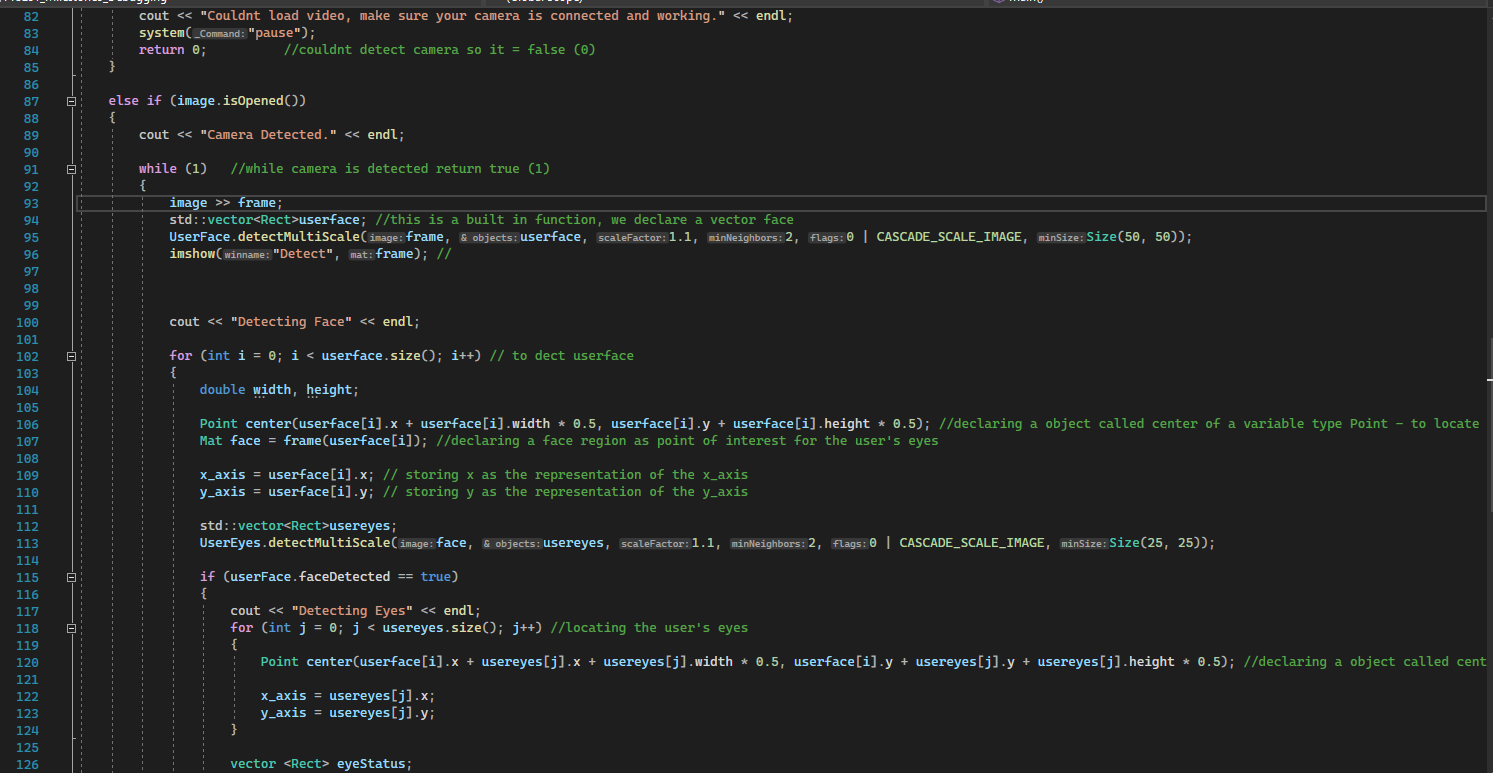 82 cout << "Couldnt load video, make sure your camera is connected and working." << endl;
83 system(_Command:"pause");
84 return 0; //couldnt detect camera so it = false (0)
85 }
86
87 else if (image.isOpened())
88 {
89 cout << "Camera Detected." << endl;
90
91 while (1) //while camera is detected return true (1)
92 {
93 image >> frame;
94 std::vector<Rect>userface; //this is a built in function, we declare a vector face
95 UserFace.detectMultiScale(image:frame, & objects:userface, scaleFactor:1.1, minNeighbors:2, flags:0 | CASCADE_SCALE_IMAGE, minSize:Size(50, 50));
96 imshow(winname:"Detect", mat:frame); //
97
98
99
100 cout << "Detecting Face" << endl;
101
102 for (int i = 0; i < userface.size(); i++) // to dect userface
103 {
104 double width, height;
105
106 Point center(userface[i].x + userface[i].width * 0.5, userface[i].y + userface[i].height * 0.5); //declaring a object called center of a variable type Point - to locate
107 Mat face = frame(userface[i]); //declaring a face region as point of interest for the user's eyes
108
109 x_axis = userface[i].x; // storing x as the representation of the x_axis
110 y_axis = userface[i].y; // storing y as the representation of the y_axis
111
112 std::vector<Rect>usereyes;
113 UserEyes.detectMultiScale(image:face, & objects:usereyes, scaleFactor:1.1, minNeighbors:2, flags:0 | CASCADE_SCALE_IMAGE, minSize:Size(25, 25));
114
115 if (userFace.faceDetected == true)
116 {
117 cout << "Detecting Eyes" << endl;
118 for (int j = 0; j < usereyes.size(); j++) //locating the user's eyes
119 {
120 Point center(userface[i].x + usereyes[j].x + usereyes[j].width * 0.5, userface[i].y + usereyes[j].y + usereyes[j].height * 0.5); //declaring a object called cent
121
122 x_axis = usereyes[j].x;
123 y_axis = usereyes[j].y;
124 }
125
126 vector <Rect> eyeStatus;